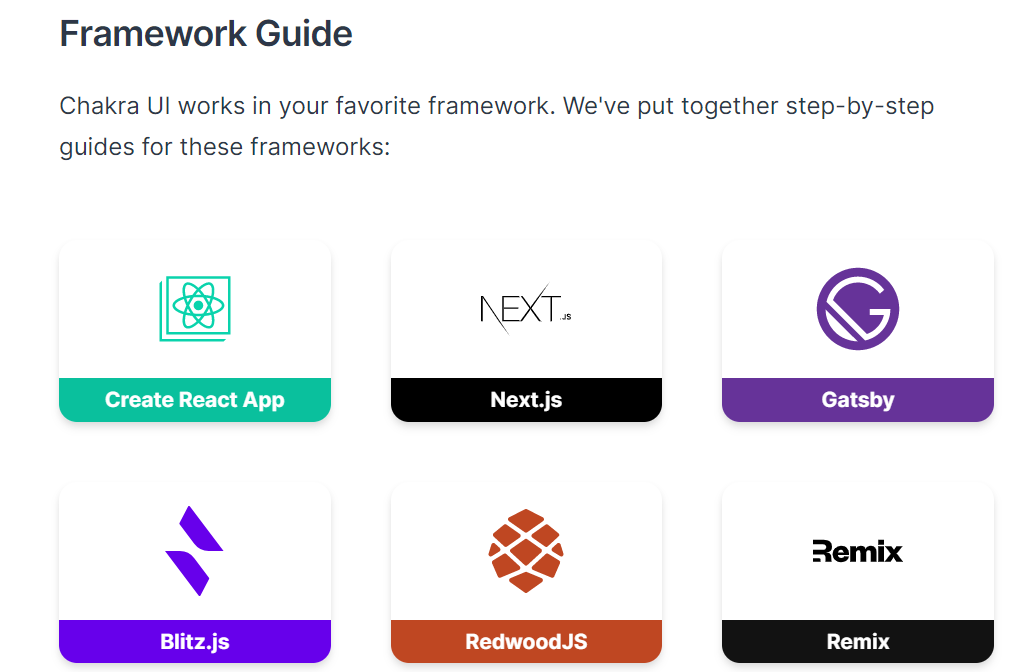 Framework Guide
Chakra UI works in your favorite framework. We've put together step-by-step
guides for these frameworks:
NEXT.JS
Create React App
Next.js
Gatsby
Remix
Blitz.js
RedwoodJS
Remix